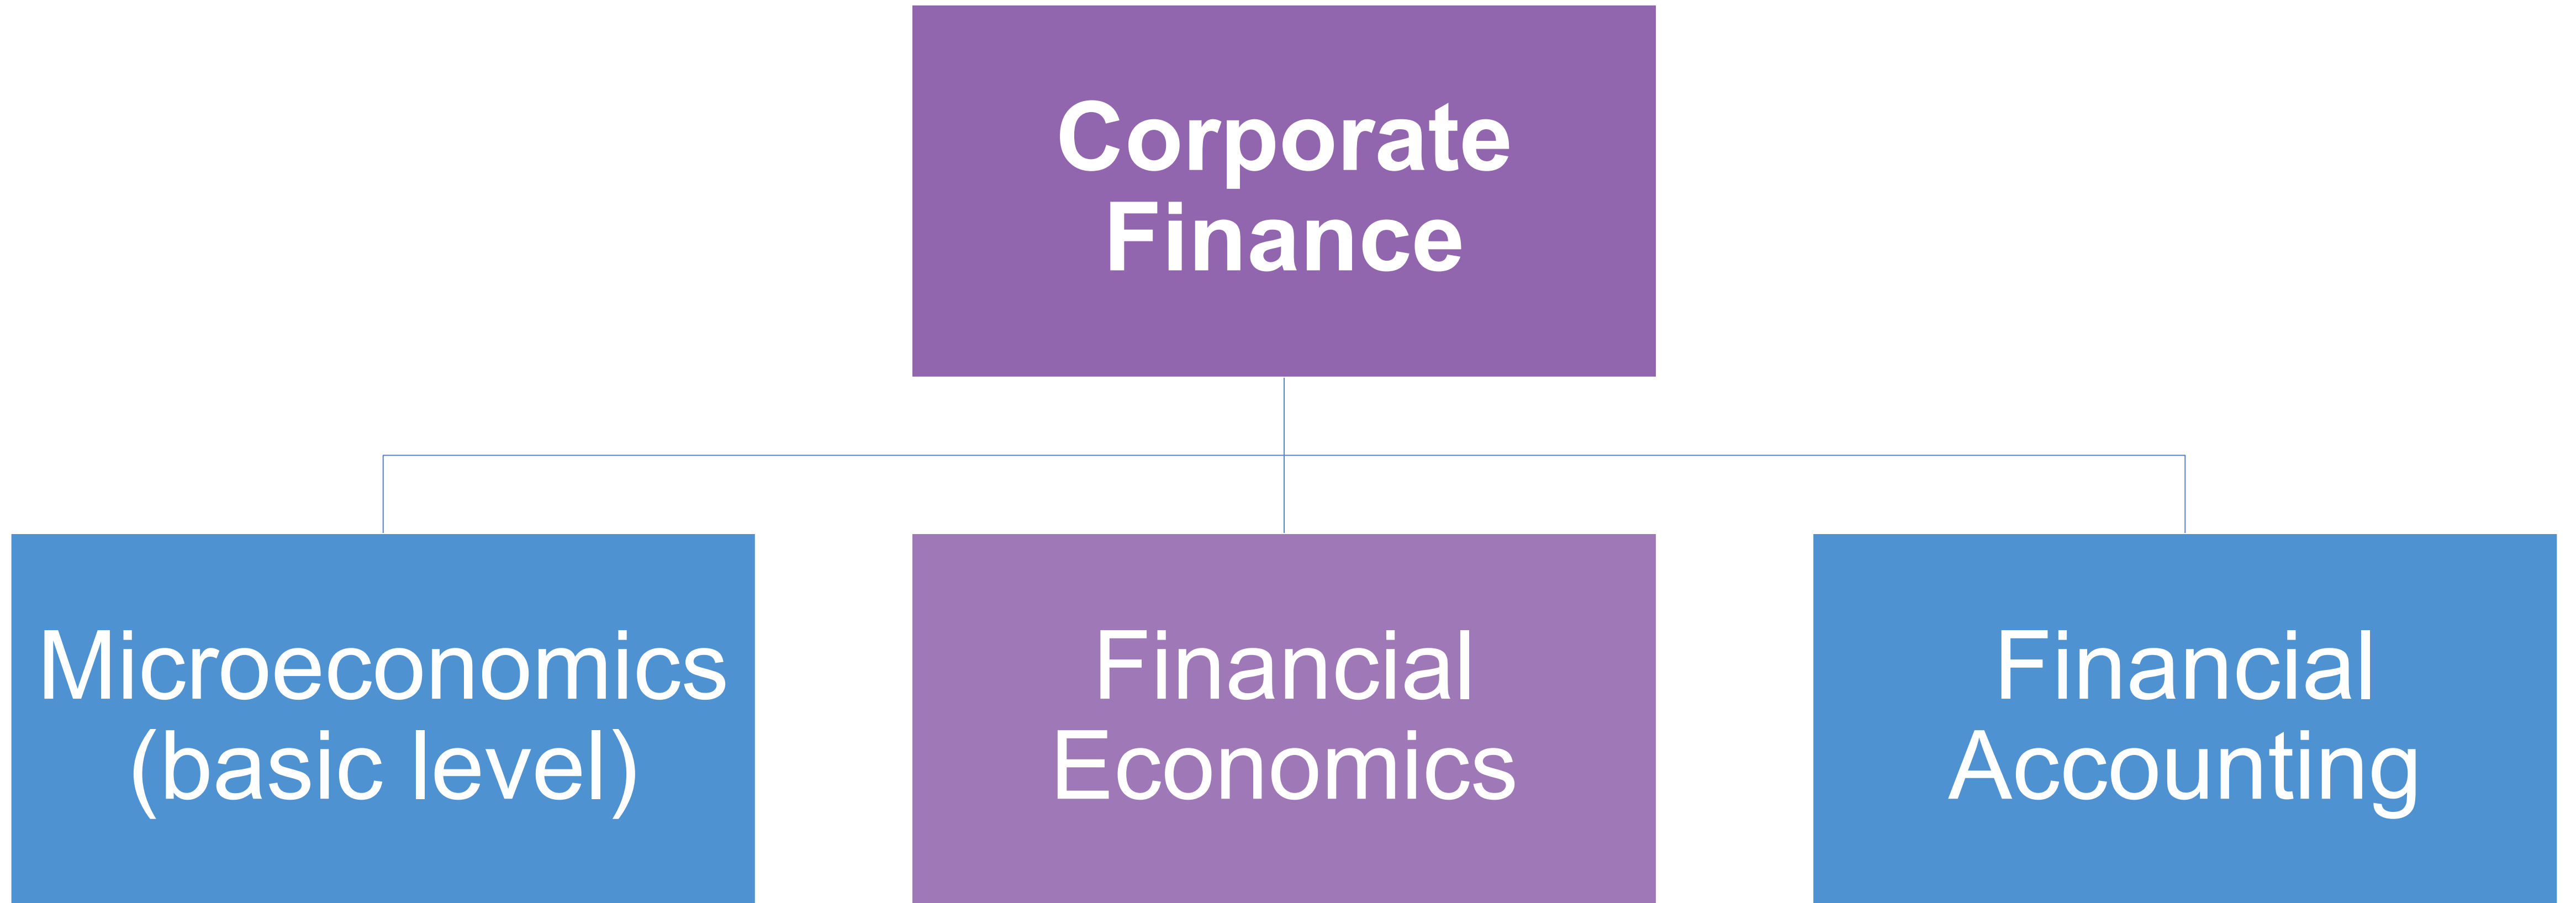 Corporate
Finance
Microeconomics
(basic level)
Financial
Economics
Financial
Accounting